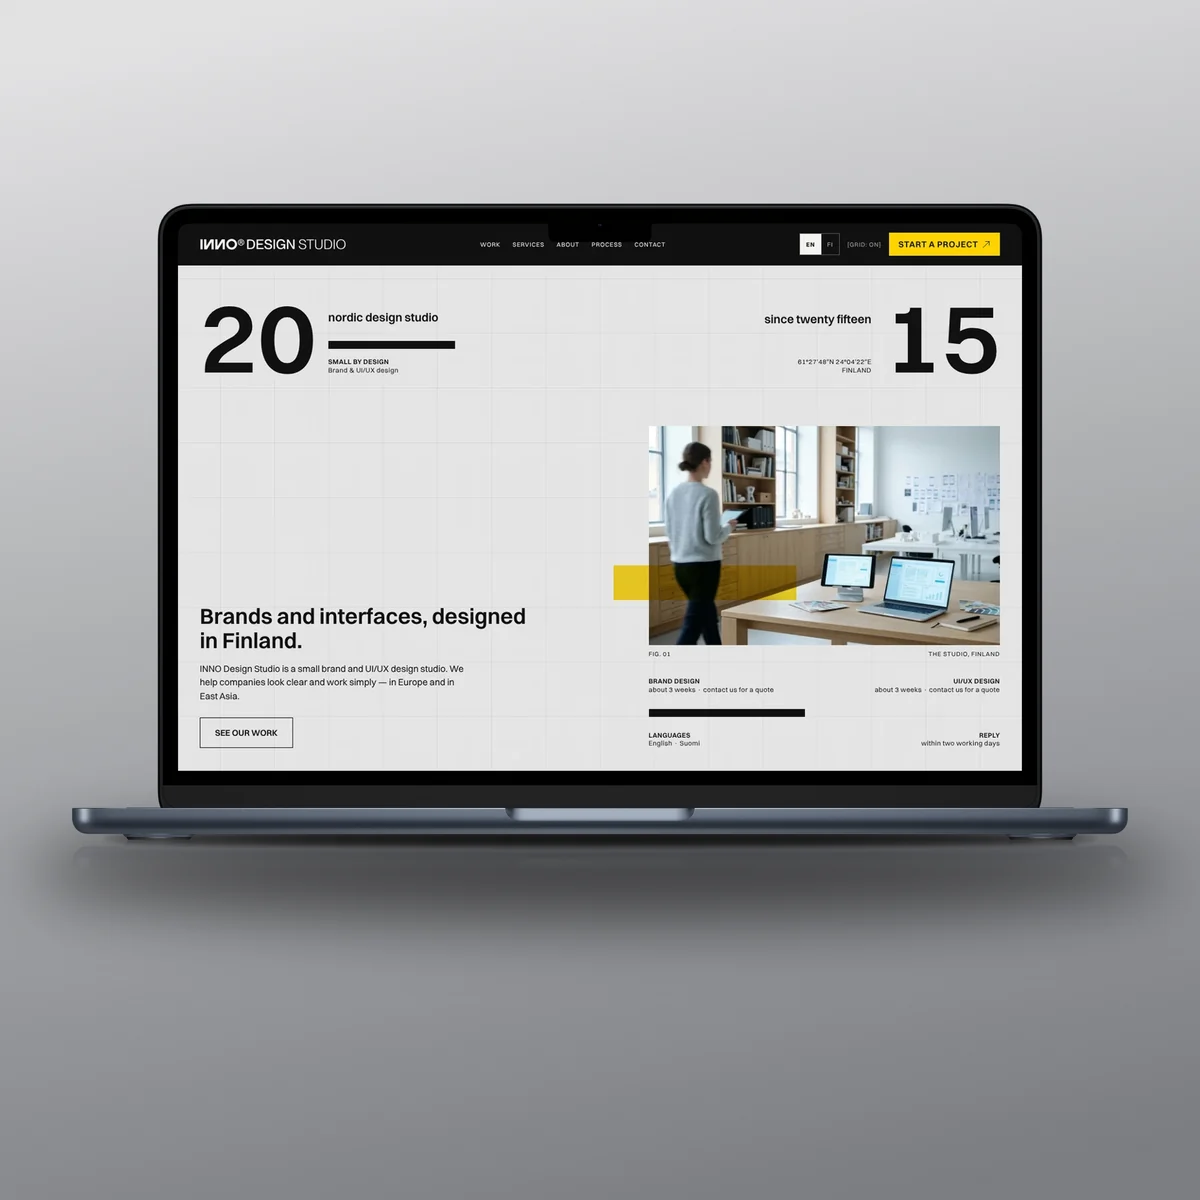 INNO® DESIGN STUDIO
WORK SERVICES ABOUT PROCESS CONTACT
EN FI [GRID: ON] START A PROJECT
20
nordic design studio
SMALL BY DESIGN
Brand & UI/UX design
since twenty fifteen
61°27'48"N 24°04'22"E
FINLAND
15
Brands and interfaces, designed
in Finland.
INNO Design Studio is a small brand and UI/UX design studio. We
help companies look clear and work simply — in Europe and in
East Asia.
SEE OUR WORK
FIG. 01
THE STUDIO, FINLAND
BRAND DESIGN
about 3 weeks · contact us for a quote
UI/UX DESIGN
about 3 weeks · contact us for a quote
LANGUAGES
English · Suomi
REPLY
within two working days